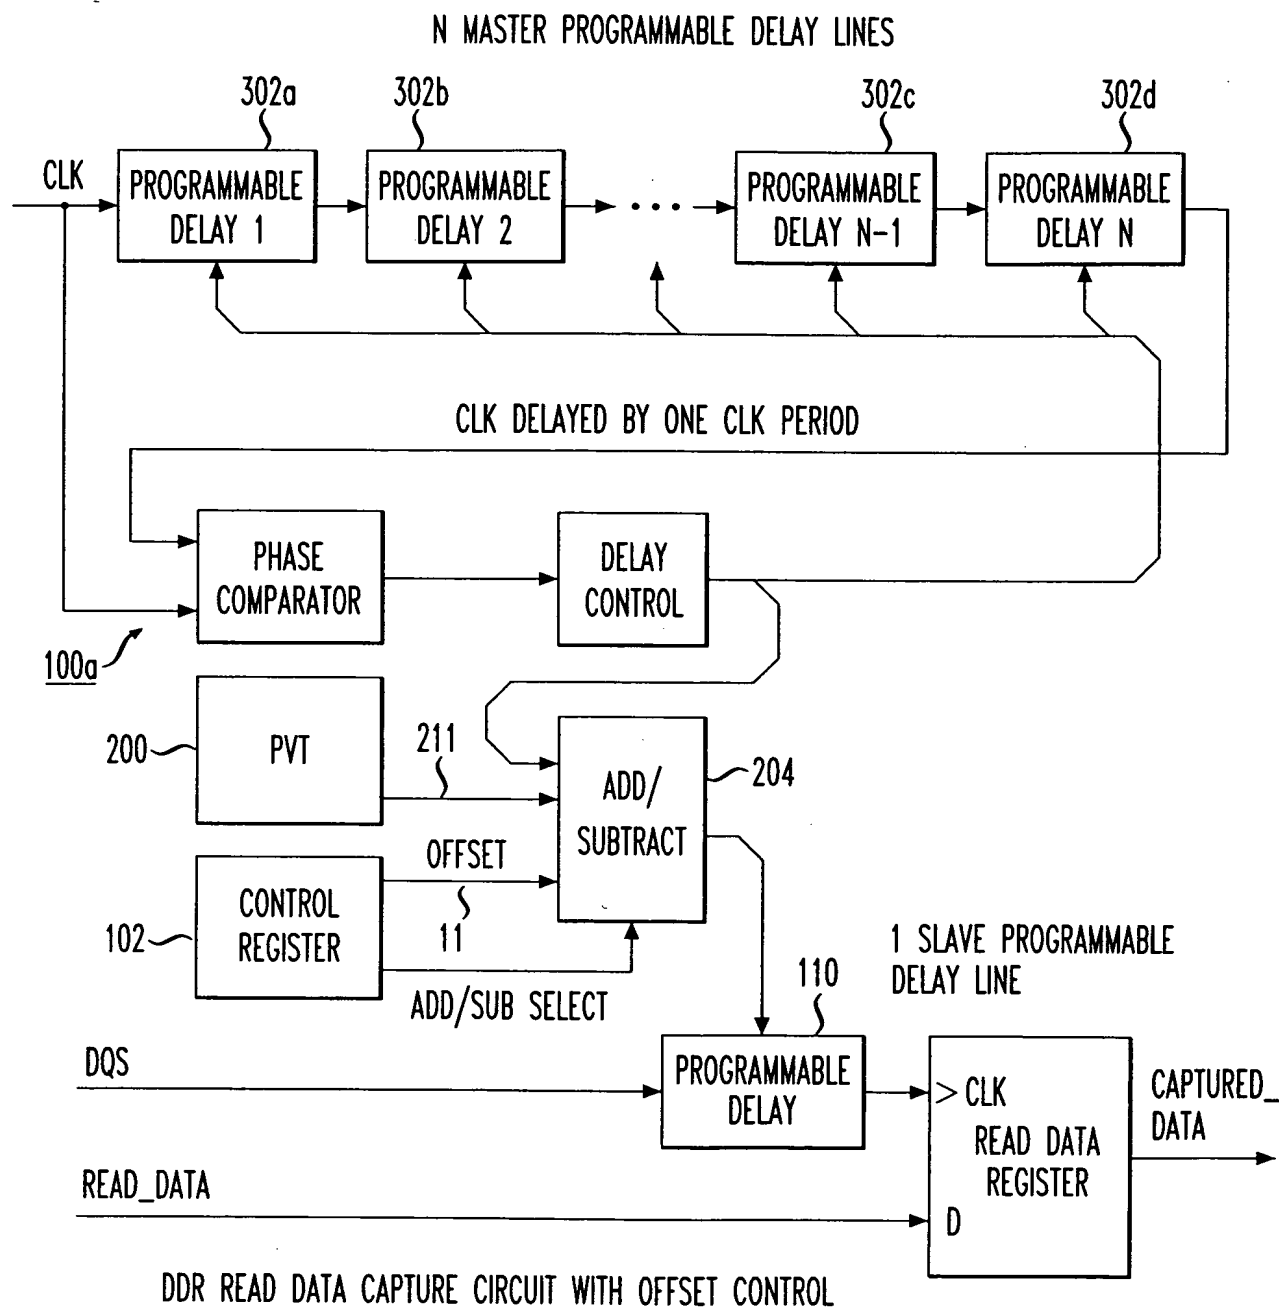 N MASTER PROGRAMMABLE DELAY LINES
302a
302b
302c
302d
CLK
PROGRAMMABLE
DELAY 1
PROGRAMMABLE
DELAY 2
PROGRAMMABLE
DELAY N-1
PROGRAMMABLE
DELAY N
CLK DELAYED BY ONE CLK PERIOD
PHASE
COMPARATOR
DELAY
CONTROL
100a
200
PVT
211
ADD/
SUBTRACT
204
OFFSET
11
102
CONTROL
REGISTER
ADD/SUB SELECT
110
1 SLAVE PROGRAMMABLE
DELAY LINE
DQS
PROGRAMMABLE
DELAY
> CLK
READ DATA
REGISTER
D
CAPTURED_
DATA
READ_DATA
DDR READ DATA CAPTURE CIRCUIT WITH OFFSET CONTROL